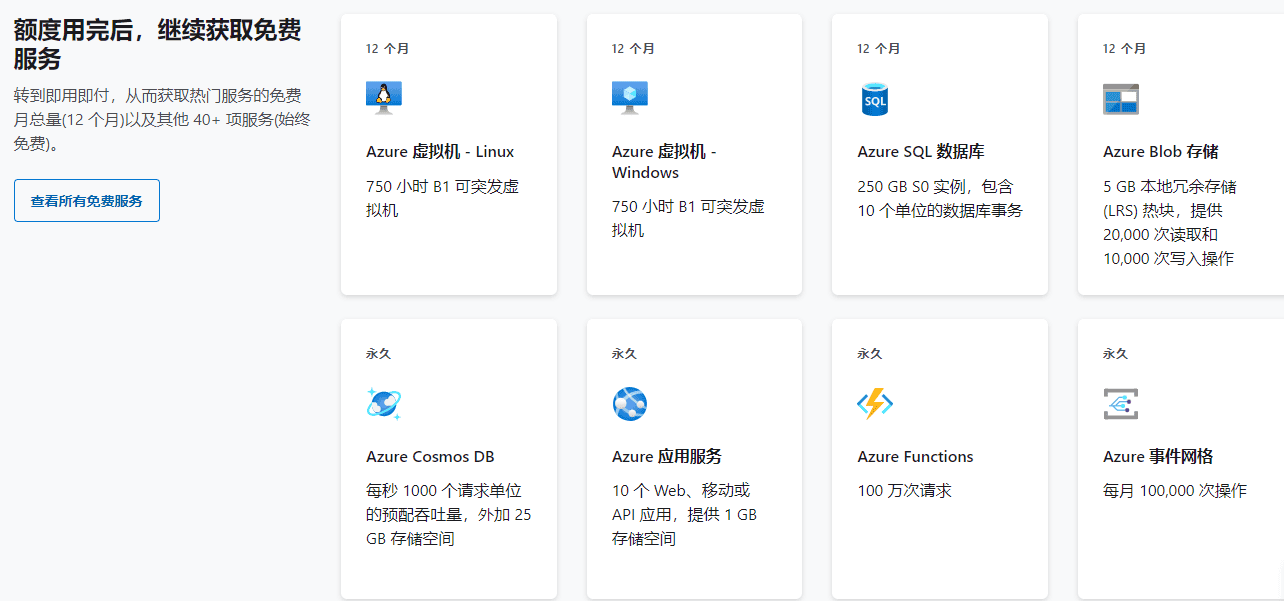 额度用完后，继续获取免费
服务
转到即用即付，从而获取热门服务的免费
月总量(12 个月)以及其他 40+ 项服务(始终
免费)。
查看所有免费服务
12 个月
Azure 虚拟机 - Linux
750 小时 B1 可突发虚
拟机
12 个月
Azure 虚拟机 -
Windows
750 小时 B1 可突发虚
拟机
12 个月
SQL
Azure SQL 数据库
250 GB S0 实例，包含
10 个单位的数据库事务
12 个月
Azure Blob 存储
5 GB 本地冗余存储
(LRS) 热块，提供
20,000 次读取和
10,000 次写入操作
永久
Azure Cosmos DB
每秒 1000 个请求单位
的预配吞吐量，外加 25
GB 存储空间
永久
Azure 应用服务
10 个 Web、移动或
API 应用，提供 1 GB
存储空间
永久
Azure Functions
100 万次请求
永久
Azure 事件网格
每月 100,000 次操作